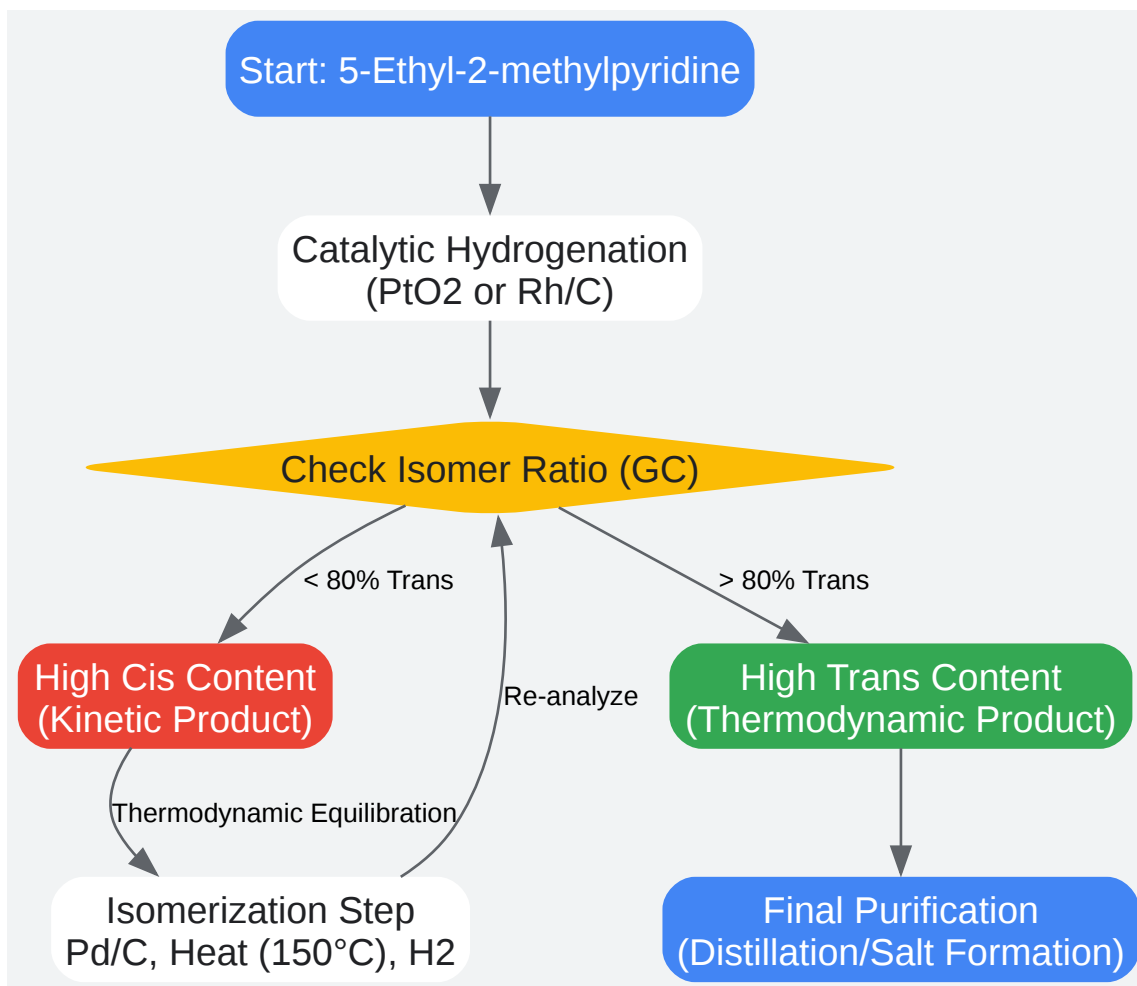 Start: 5-Ethyl-2-methylpyridine
Catalytic Hydrogenation
(PtO2 or Rh/C)
Check Isomer Ratio (GC)
< 80% Trans
> 80% Trans
High Cis Content
(Kinetic Product)
Re-analyze
High Trans Content
(Thermodynamic Product)
Thermodynamic Equilibration
Isomerization Step
Pd/C, Heat (150°C), H2
Final Purification
(Distillation/Salt Formation)